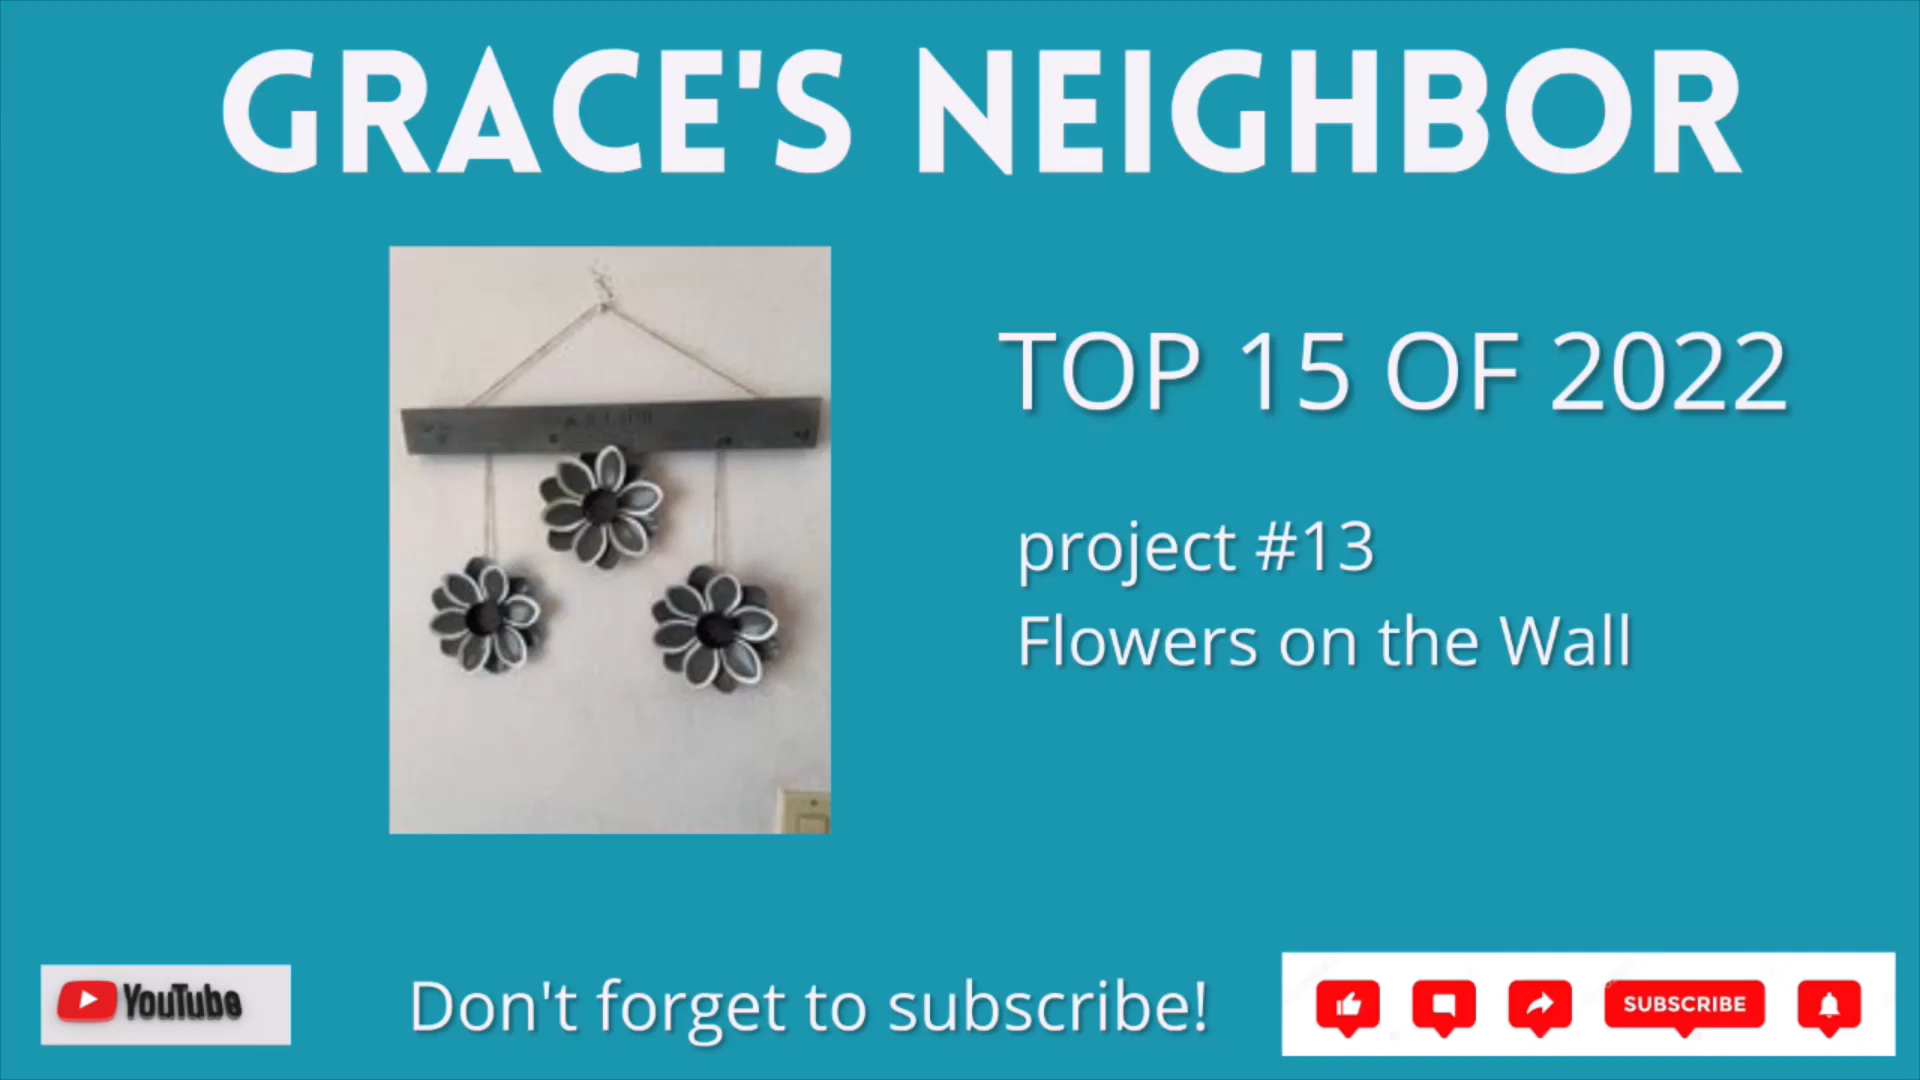 GRACE'S NEIGHBOR
TOP 15 OF 2022
project #13
Flowers on the Wall
YouTube
Don't forget to subscribe!
SUBSCRIBE